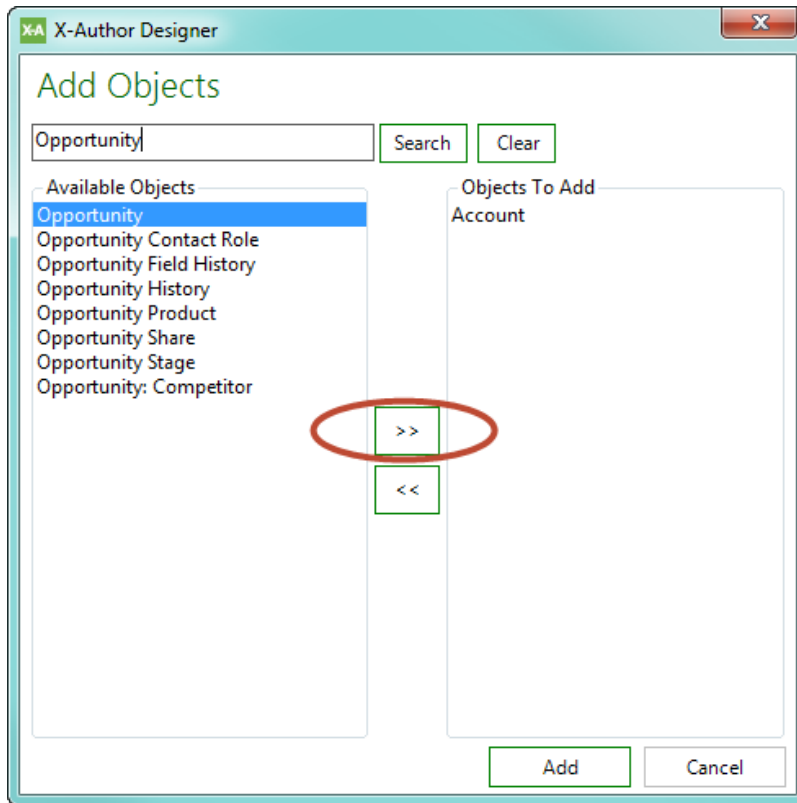 X-A X-Author Designer
X
Add Objects
Opportunity
Search
Clear
Available Objects
Opportunity
Opportunity Contact Role
Opportunity Field History
Opportunity History
Opportunity Product
Opportunity Share
Opportunity Stage
Opportunity: Competitor
>>
<<
Objects To Add
Account
Add
Cancel